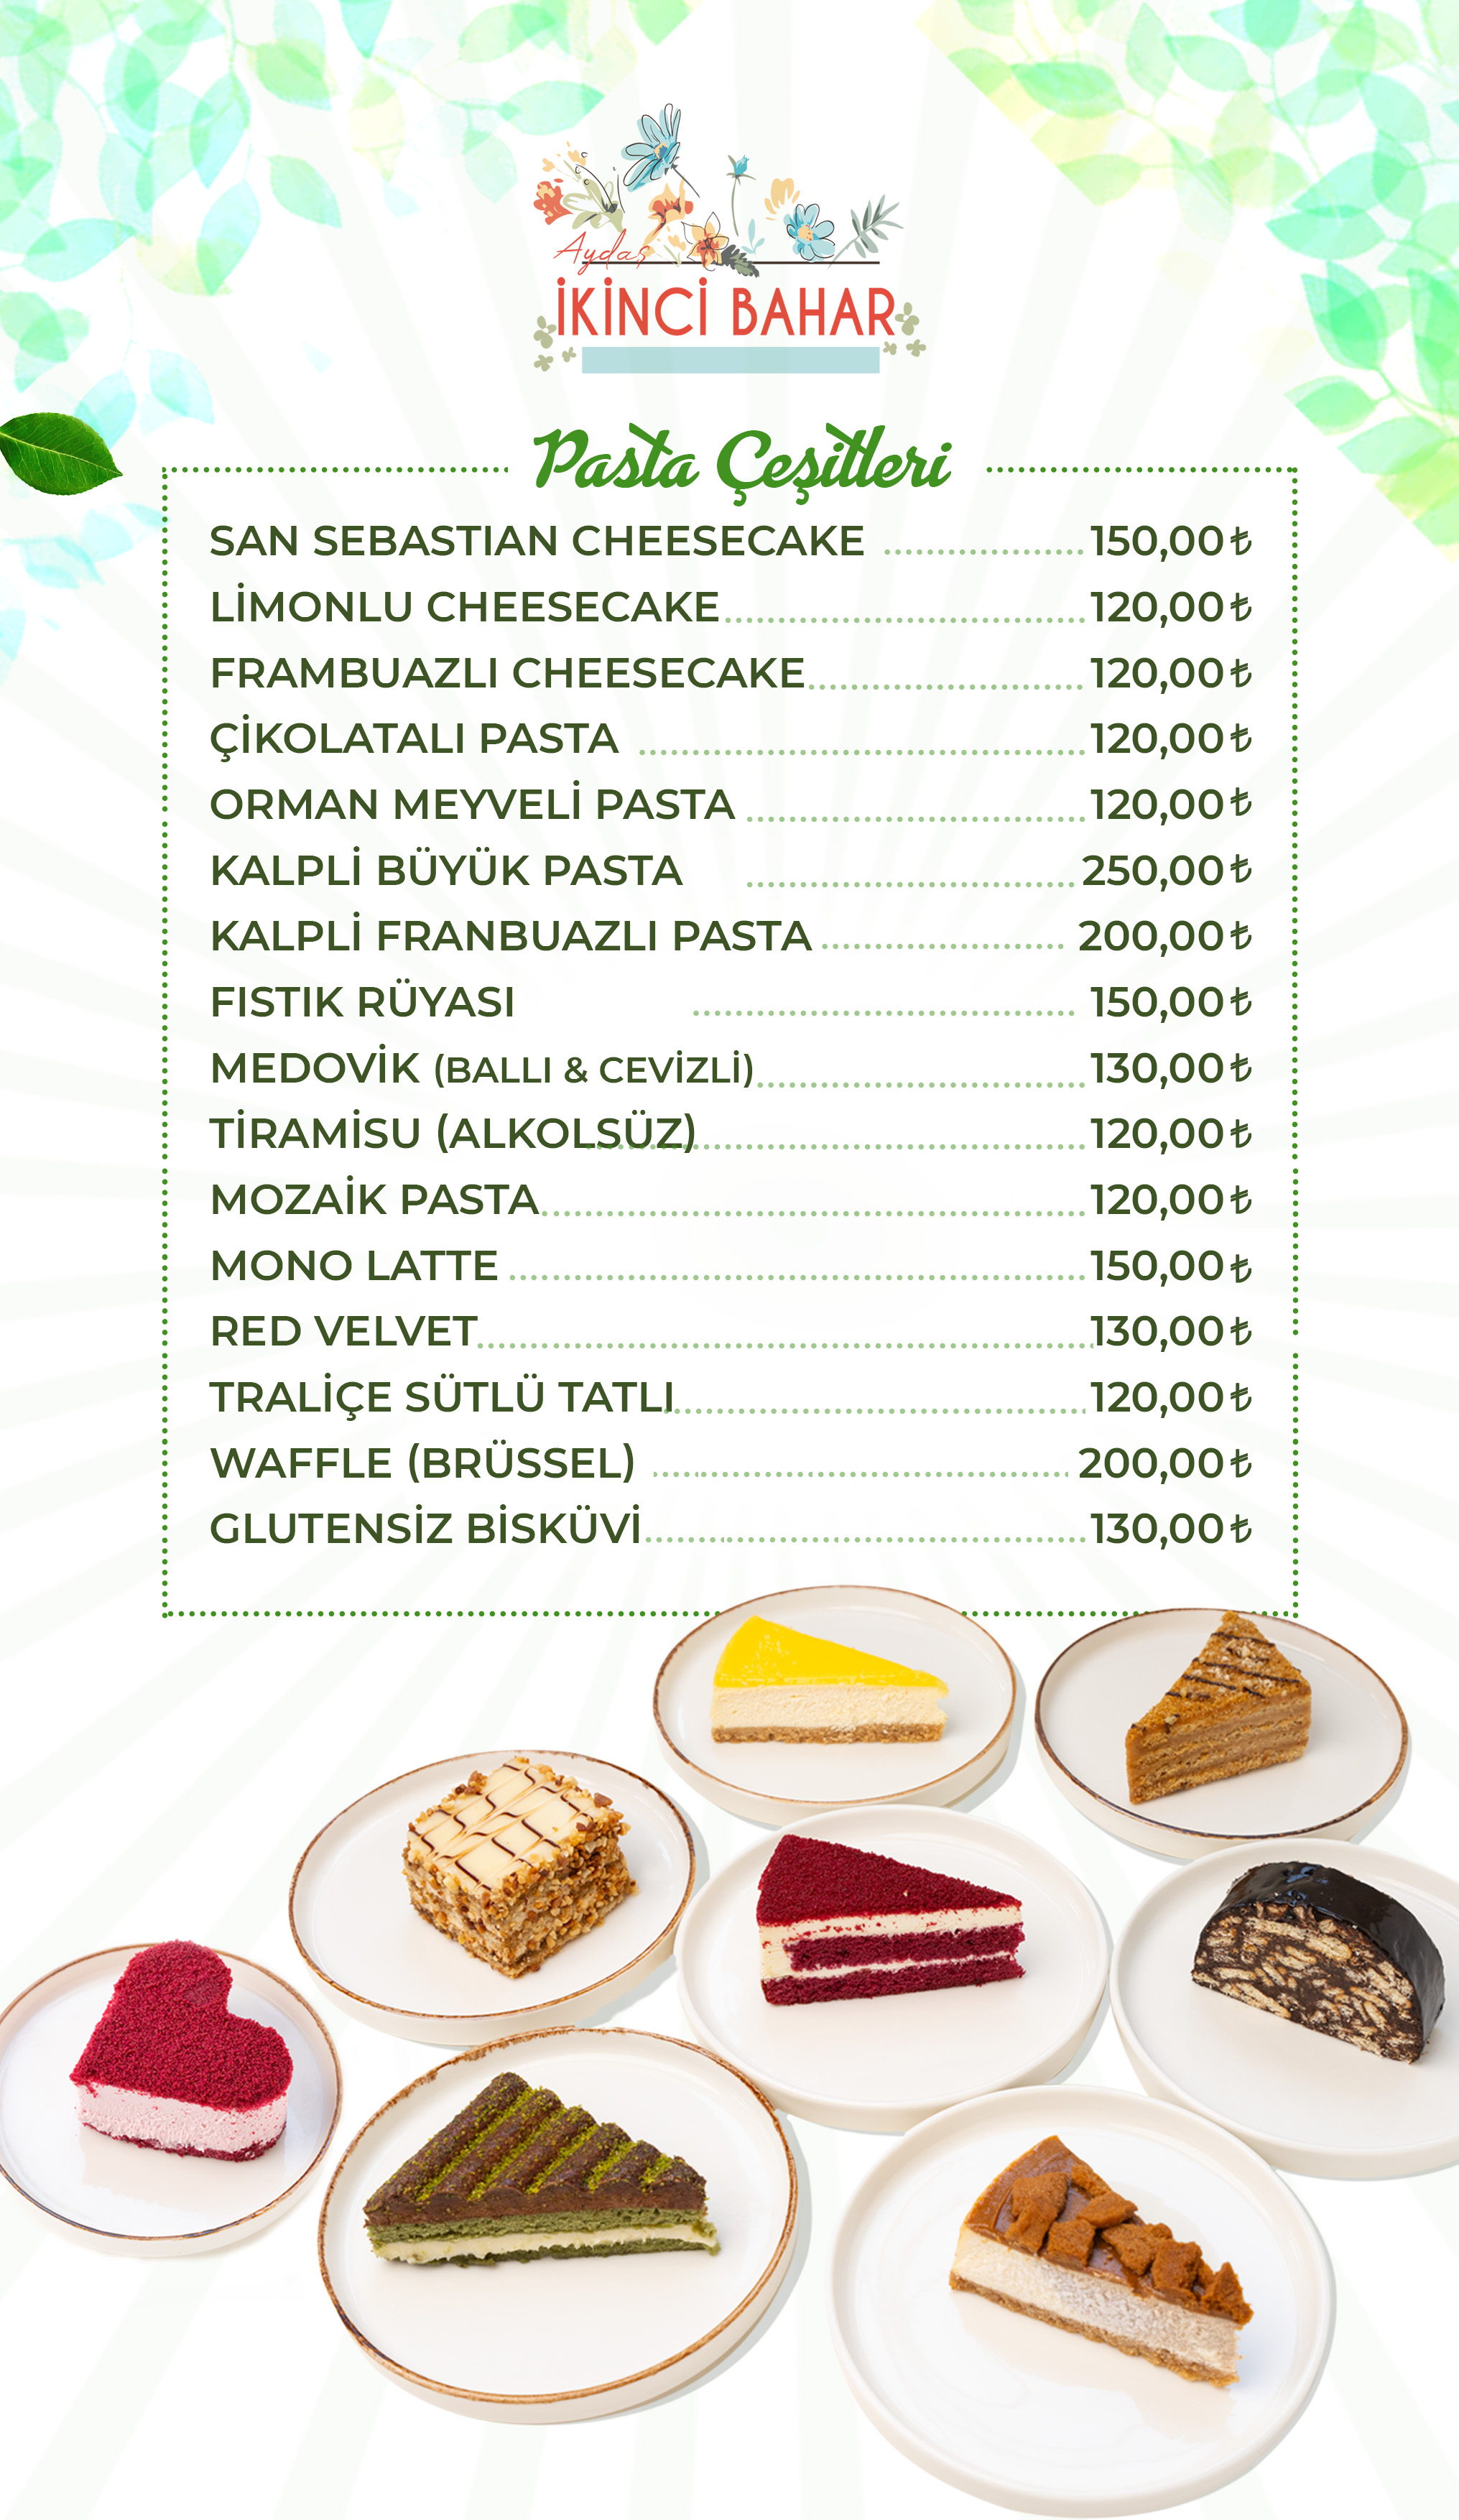 Aydaş
İKİNCİ BAHAR
Pasta Çeşitleri
SAN SEBASTIAN CHEESECAKE ................... 150,00₺
LİMONLU CHEESECAKE .................................. 120,00₺
FRAMBUAZLI CHEESECAKE .......................... 120,00₺
ÇİKOLATALI PASTA .......................................... 120,00₺
ORMAN MEYVELİ PASTA ................................ 120,00₺
KALPLİ BÜYÜK PASTA ............................... 250,00₺
KALPLİ FRANBUAZLI PASTA ....................... 200,00₺
FISTIK RÜYASI .................................... 150,00₺
MEDOVİK (BALLI & CEVİZLİ) ............................... 130,00₺
TİRAMİSU (ALKOLSÜZ) .................................... 120,00₺
MOZAİK PASTA ................................................... 120,00₺
MONO LATTE ...................................................... 150,00₺
RED VELVET ......................................................... 130,00₺
TRALİÇE SÜTLÜ TATLI ....................................... 120,00₺
WAFFLE (BRÜSSEL) ....................................... 200,00₺
GLUTENSİZ BİSKÜVİ ......................................... 130,00₺